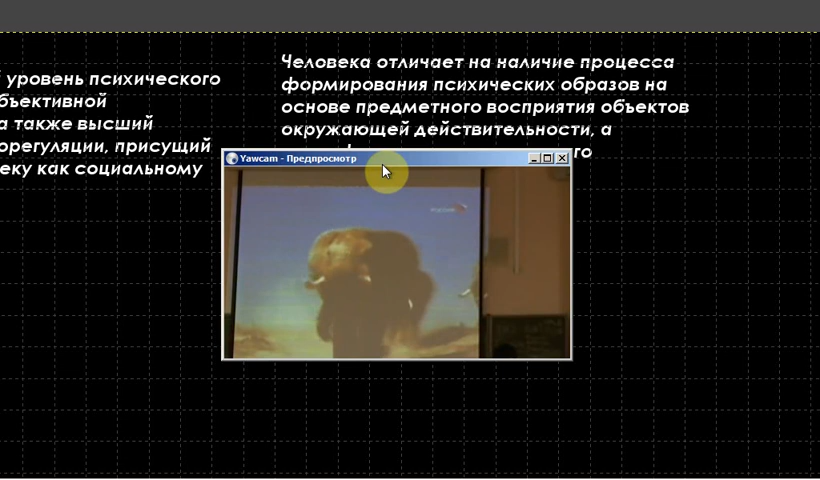 уровень психического
бъективной
а также высший
орегуляции, присущий
еку как социальному
Человека отличает на наличие процесса
формирования психических образов на
основе предметного восприятия объектов
окружающей действительности, а
го
Yawcam - Предпросмотр